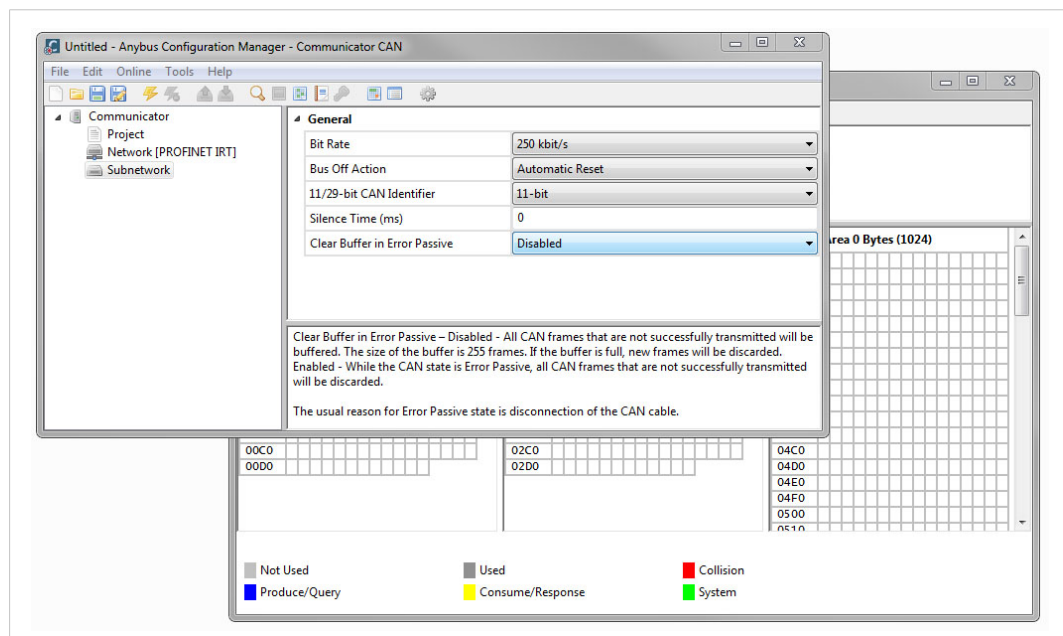 Untitled - Anybus Configuration Manager - Communicator CAN
File Edit Online Tools Help
Communicator
Project
Network [PROFINET IRT]
Subnetwork
General
Bit Rate 250 kbit/s
Bus Off Action Automatic Reset
11/29-bit CAN Identifier 11-bit
Silence Time (ms) 0
Clear Buffer in Error Passive Disabled
Clear Buffer in Error Passive – Disabled - All CAN frames that are not successfully transmitted will be
buffered. The size of the buffer is 255 frames. If the buffer is full, new frames will be discarded.
Enabled - While the CAN state is Error Passive, all CAN frames that are not successfully transmitted
will be discarded.
The usual reason for Error Passive state is disconnection of the CAN cable.
Area 0 Bytes (1024)
00C0 02C0 04C0
00D0 02D0 04D0
04E0
04F0
0500
0510
Not Used Used Collision
Produce/Query Consume/Response System